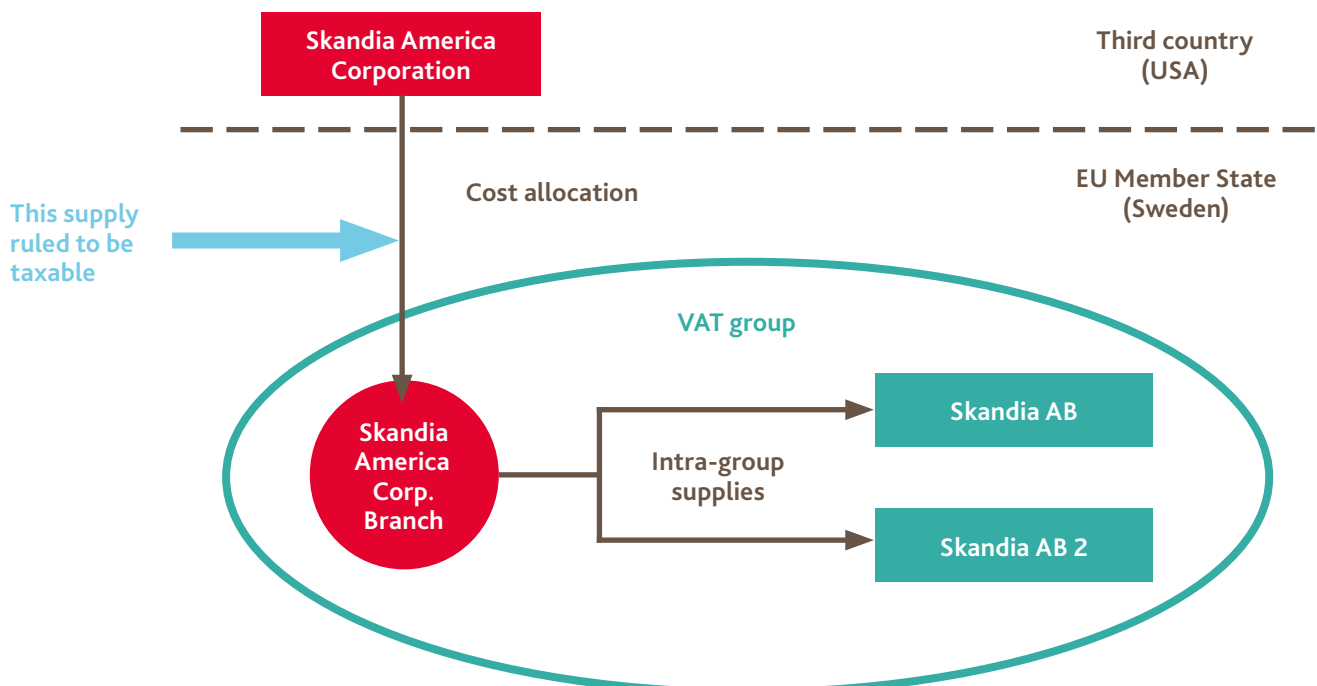 Skandia America
Corporation
Third country
(USA)
Cost allocation
EU Member State
(Sweden)
This supply
ruled to be
taxable
VAT group
Skandia
America
Corp.
Branch
Intra-group
supplies
Skandia AB
Skandia AB 2